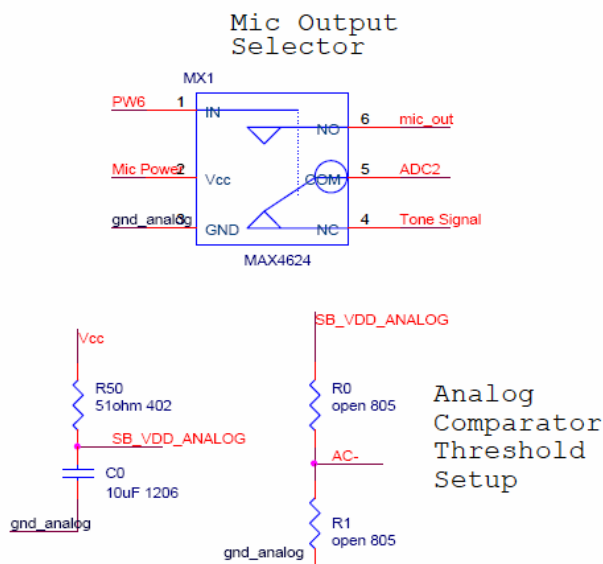 Mic Output
Selector
MX1
PW6
1
IN
NO
6
mic_out
Mic Power
2
Vcc
COM
5
ADC2
gnd_analog
3
GND
NC
4
Tone Signal
MAX4624
SB_VDD_ANALOG
Vcc
R50
51ohm 402
SB_VDD_ANALOG
C0
10uF 1206
gnd_analog
R0
open 805
AC-
R1
open 805
gnd_analog
Analog
Comparator
Threshold
Setup